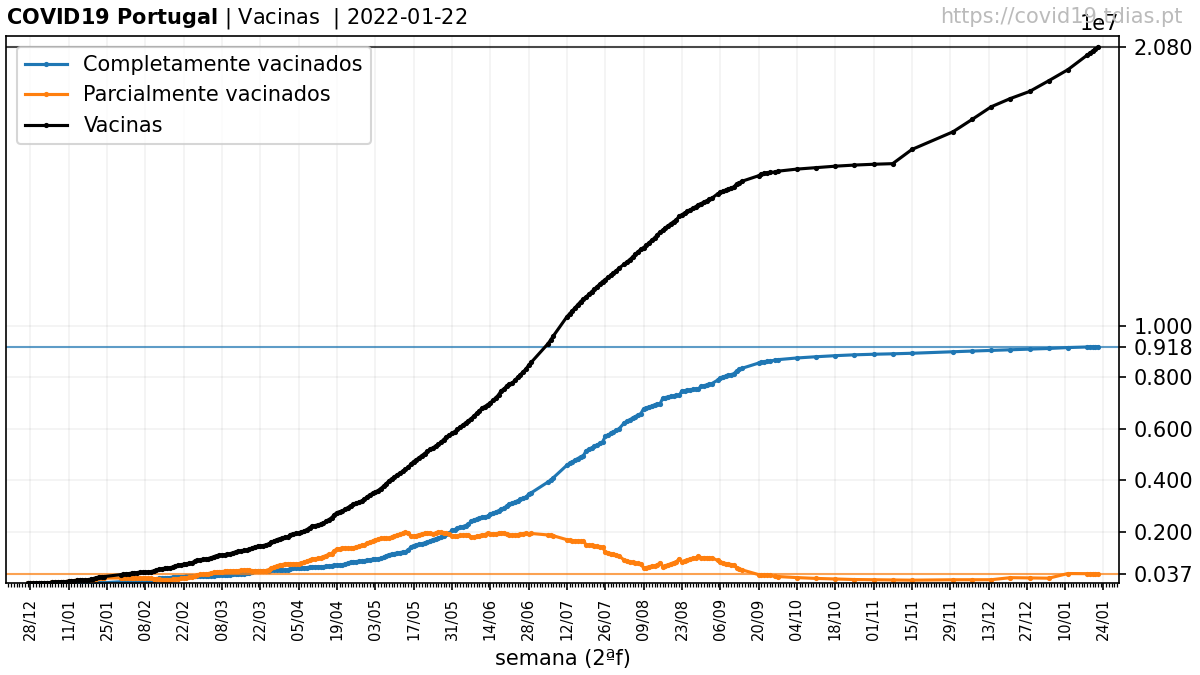 COVID19 Portugal | Vacinas | 2022-01-22
https://covid19.tdias.pt
1e7
Completamente vacinados
Parcialmente vacinados
Vacinas
2.080
1.000
0.918
0.800
0.600
0.400
0.200
0.037
28/12 11/01 25/01 08/02 22/02 08/03 22/03 05/04 19/04 03/05 17/05 31/05 14/06 28/06 12/07 26/07 09/08 23/08 06/09 20/09 04/10 18/10 01/11 15/11 29/11 13/12 27/12 10/01 24/01
semana (2ªf)